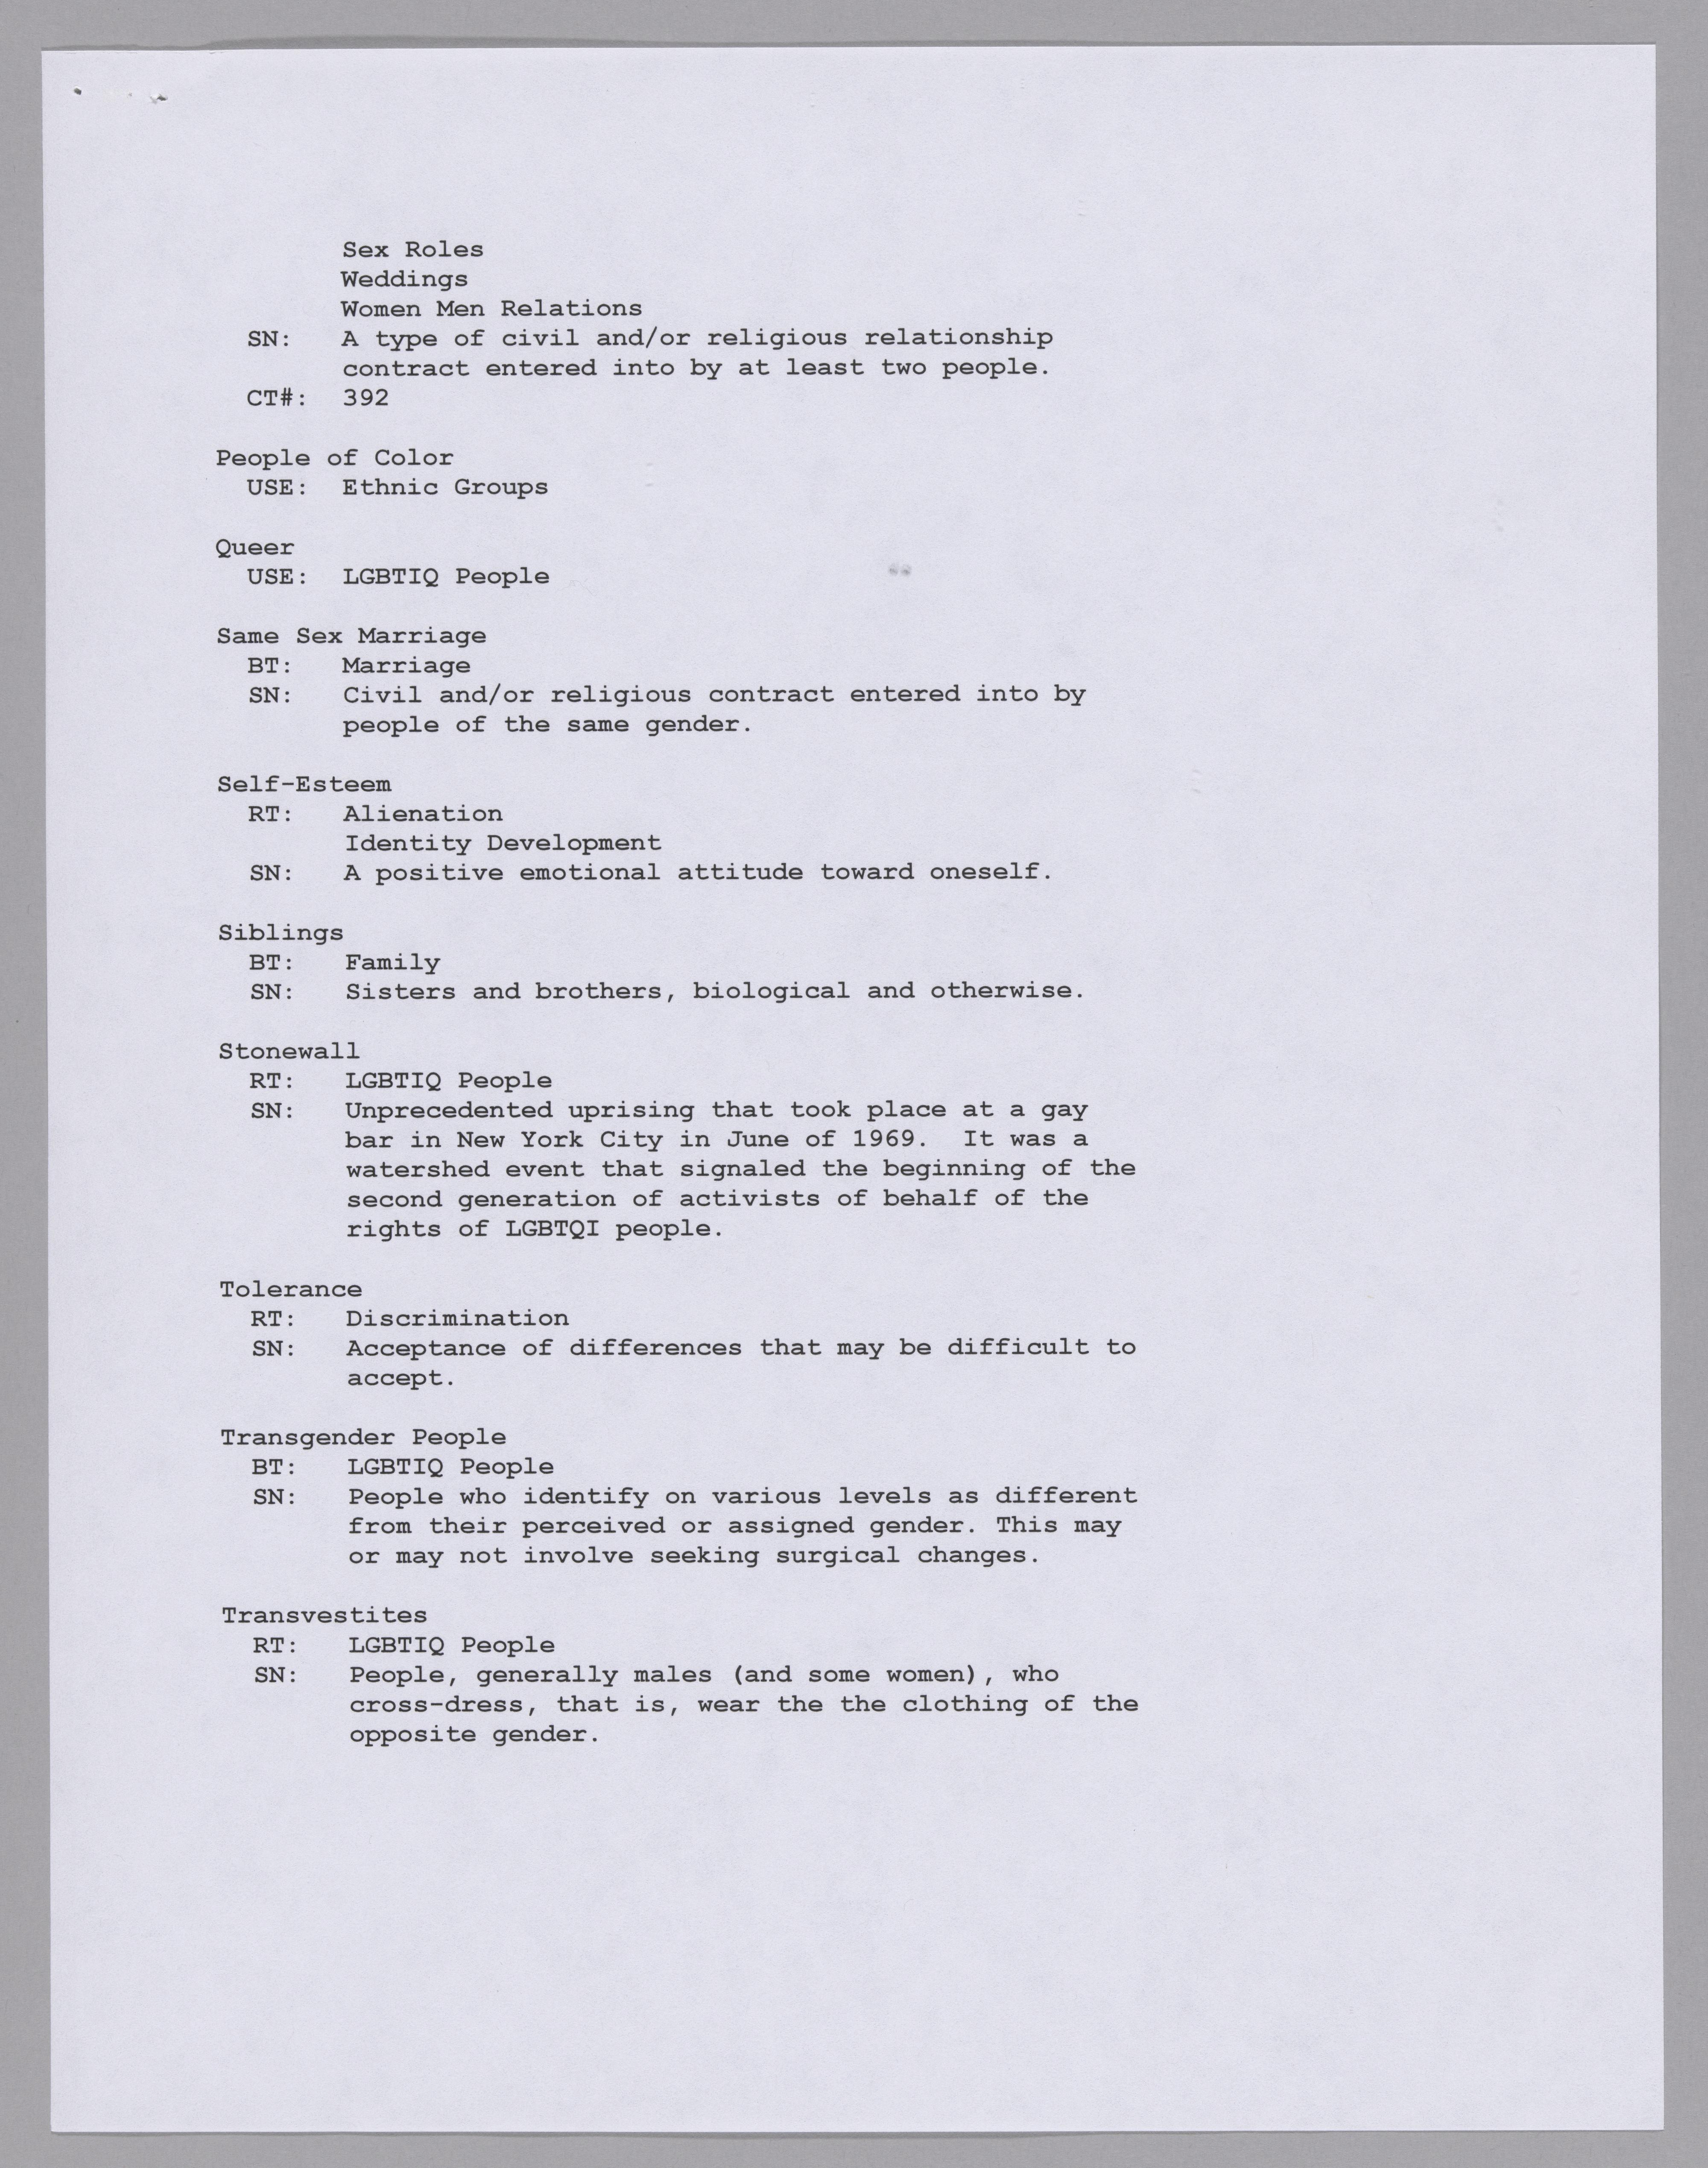 Sex Roles
Weddings
Women Men Relations
SN: A type of civil and/or religious relationship
contract entered into by at least two people.
CT#: 392
People of Color
USE: Ethnic Groups
Queer
USE: LGBTIQ People
Same Sex Marriage
BT: Marriage
SN: Civil and/or religious contract entered into by
people of the same gender.
Self-Esteem
RT: Alienation
Identity Development
SN: A positive emotional attitude toward oneself.
Siblings
BT: Family
SN: Sisters and brothers, biological and otherwise.
Stonewall
RT: LGBTIQ People
SN: Unprecedented uprising that took place at a gay
bar in New York City in June of 1969. It was a
watershed event that signaled the beginning of the
second generation of activists of behalf of the
rights of LGBTQI people.
Tolerance
RT: Discrimination
SN: Acceptance of differences that may be difficult to
accept.
Transgender People
BT: LGBTIQ People
SN: People who identify on various levels as different
from their perceived or assigned gender. This may
or may not involve seeking surgical changes.
Transvestites
RT: LGBTIQ People
SN: People, generally males (and some women), who
cross-dress, that is, wear the the clothing of the
opposite gender.